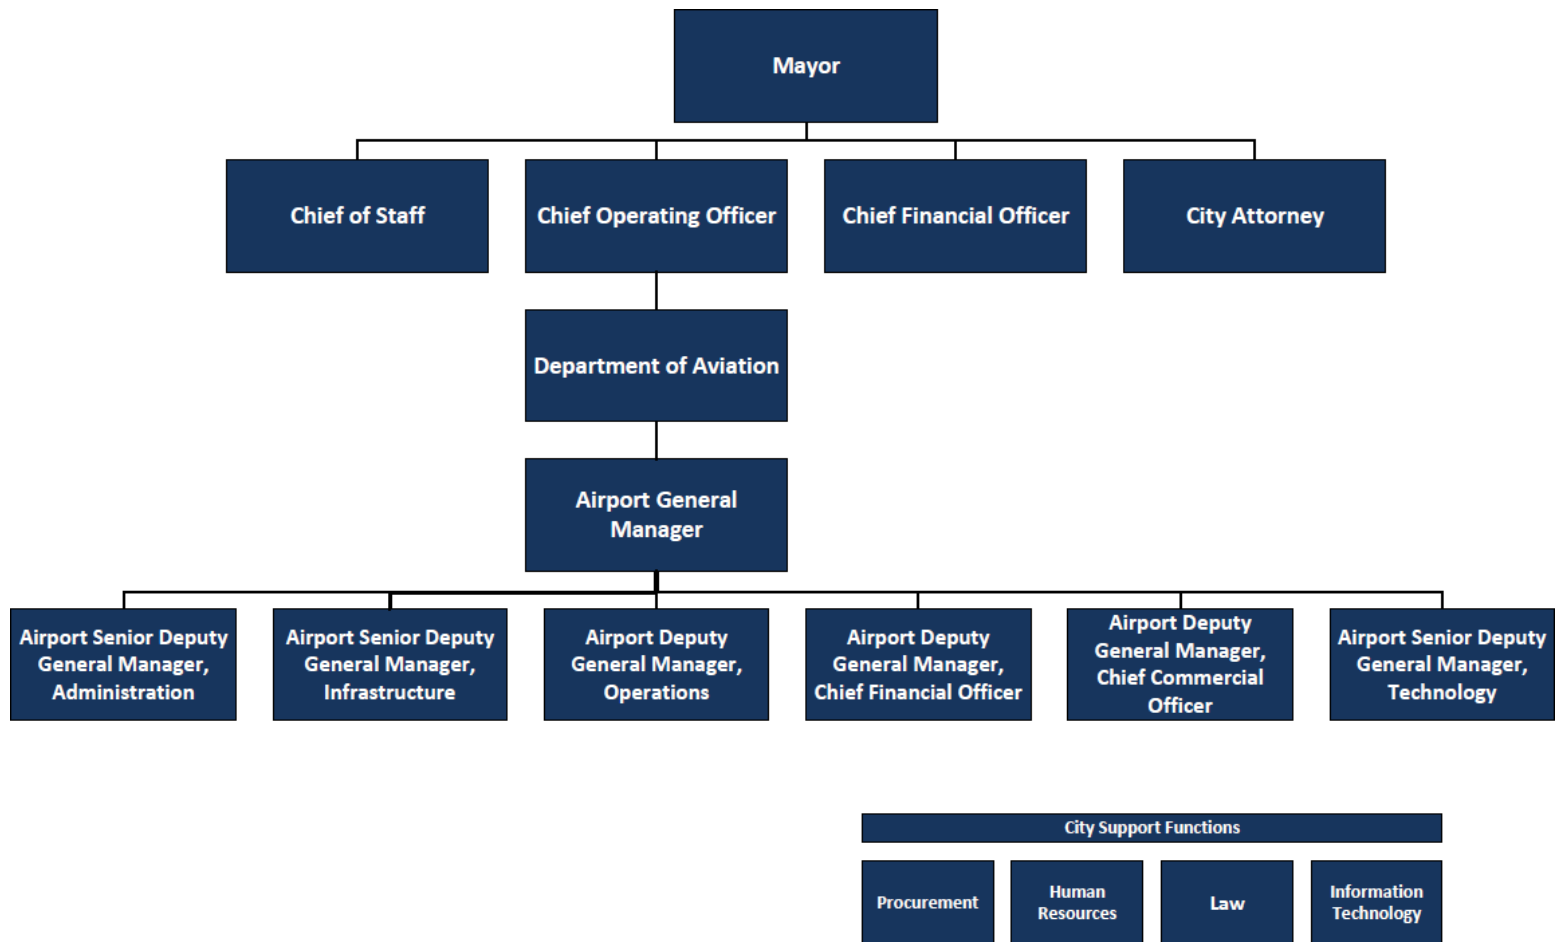 Mayor
Chief of Staff
Chief Operating Officer
Chief Financial Officer
City Attorney
Department of Aviation
Airport General
Manager
Airport Senior Deputy
General Manager,
Administration
Airport Senior Deputy
General Manager,
Infrastructure
Airport Deputy
General Manager,
Operations
Airport Deputy
General Manager,
Chief Financial Officer
Airport Deputy
General Manager,
Chief Commercial
Officer
Airport Senior Deputy
General Manager,
Technology
City Support Functions
Procurement
Human
Resources
Law
Information
Technology